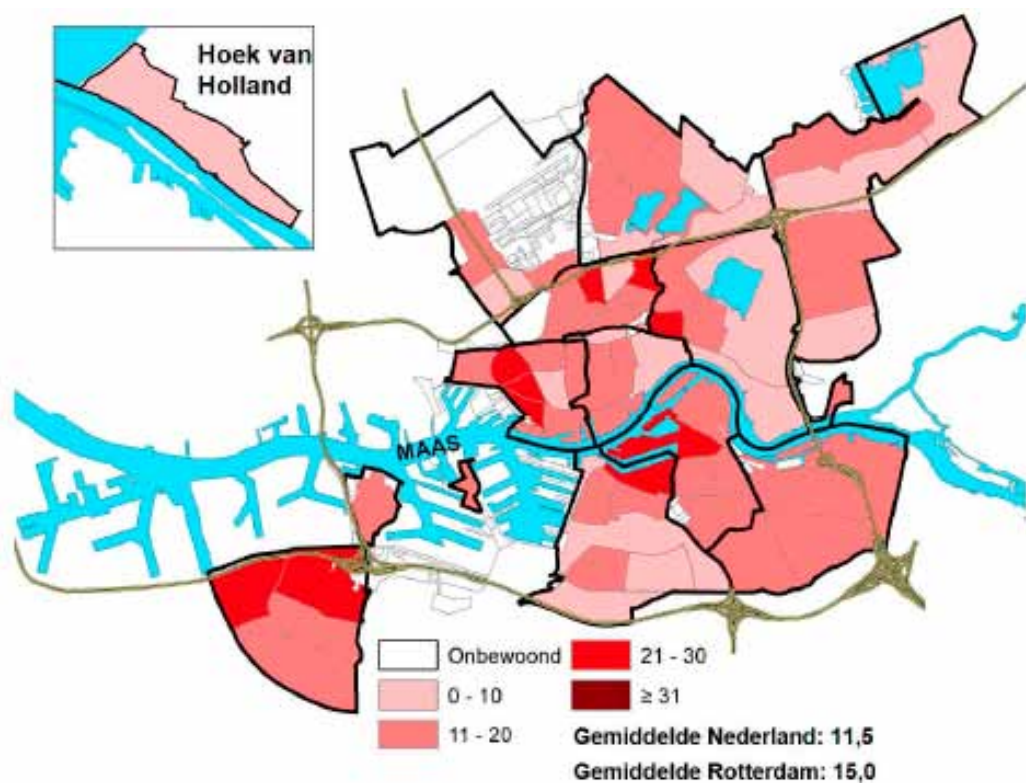 Hoek van
Holland
MAAS
Onbewoond
0 - 10
11 - 20
21 - 30
≥ 31
Gemiddelde Nederland: 11,5
Gemiddelde Rotterdam: 15,0